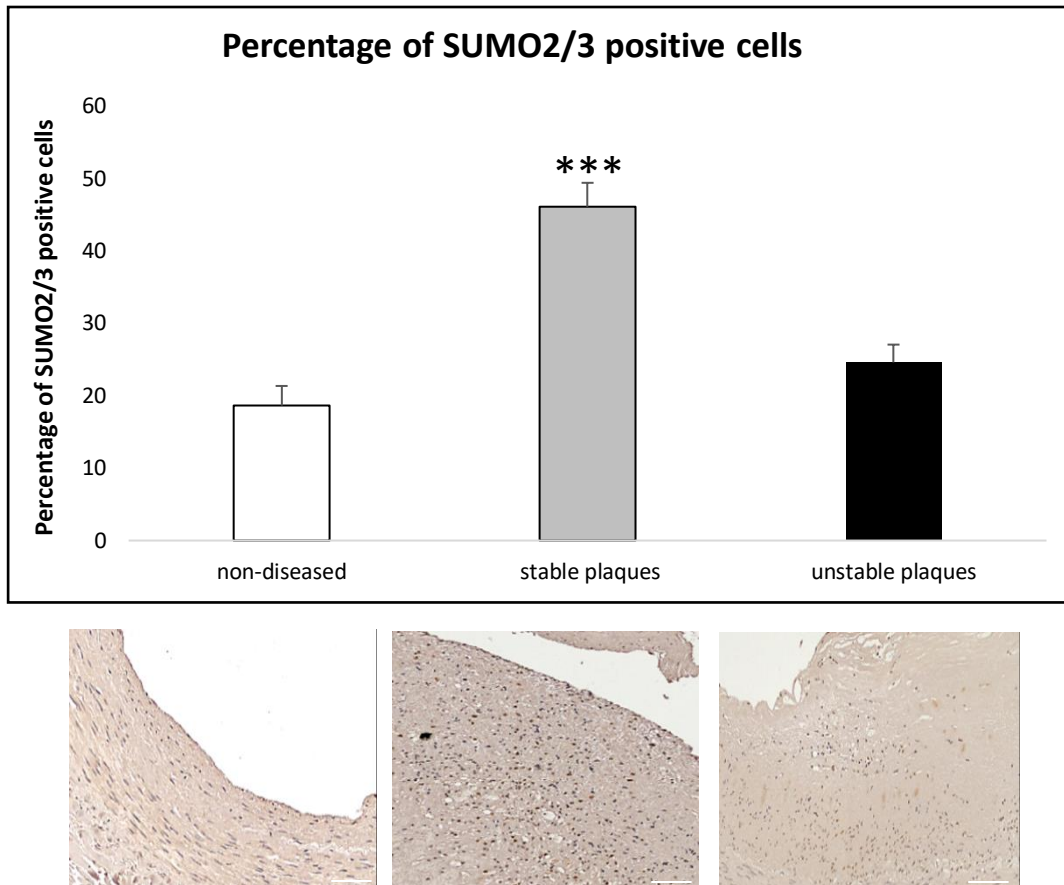 Percentage of SUMO2/3 positive cells
Percentage of SUMO2/3 positive cells
60
50
40
30
20
10
0
***
non-diseased stable plaques unstable plaques